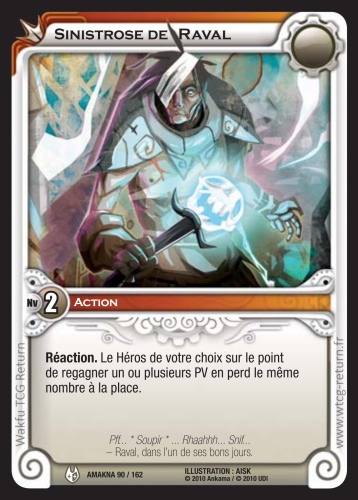 Sinistrose de Raval
Nv 2 Action
Réaction. Le Héros de votre choix sur le point
de regagner un ou plusieurs PV en perd le même
nombre à la place.
Pff... * Soupir * ... Rhaahhh... Snif...
– Raval, dans l'un de ses bons jours.
AMAKNA 90 / 162
ILLUSTRATION : AISK
© 2010 Ankama / © 2010 UDI
Wakfu TCG Return
www.wtcg-return.fr